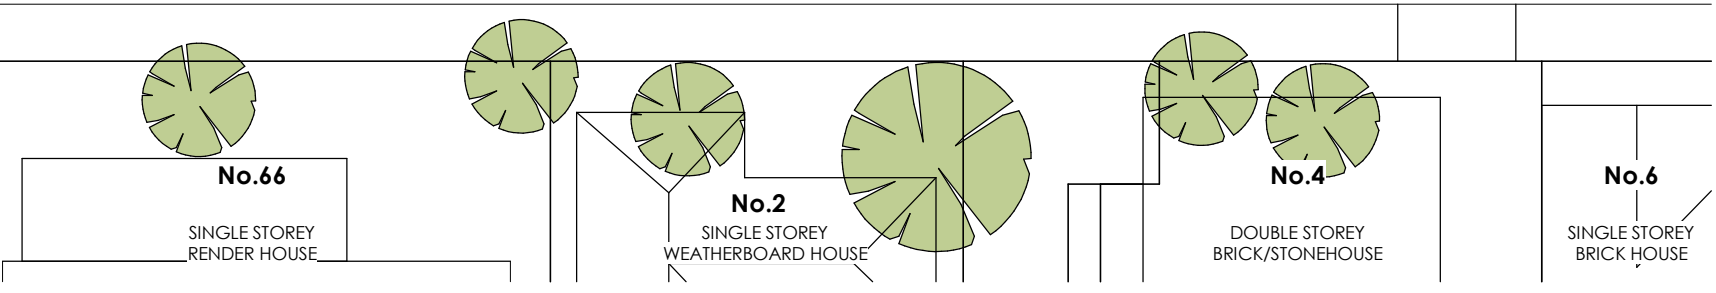 No.66
SINGLE STOREY
RENDER HOUSE
No.2
SINGLE STOREY
WEATHERBOARD HOUSE
No.4
DOUBLE STOREY
BRICK/STONEHOUSE
No.6
SINGLE STOREY
BRICK HOUSE